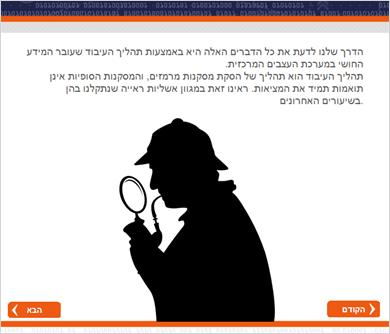 הדרך שלנו לדעת את כל הדברים האלה היא באמצעות תהליך העיבוד שעובר המידע
החושי במערכת העצבים המרכזית.
תהליך העיבוד הוא תהליך של הסקת מסקנות מרמזים, והמסקנות הסופיות אינן
תואמות תמיד את המציאות. ראינו זאת במגוון אשליות ראייה שנתקלנו בהן
בשיעורים האחרונים.
הקודם
הבא